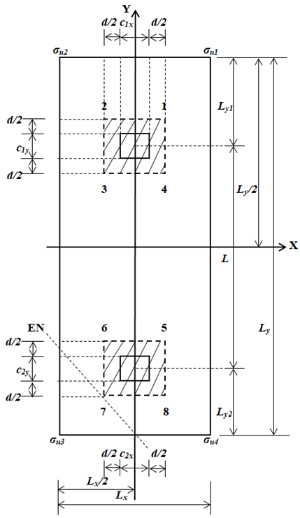 d/2 c1x d/2
Y
σu2
σu1
2
1
d/2
c1y
d/2
3
4
Ly1
Ly/2
X
L
Ly
EN
6
5
d/2
c2y
d/2
7
8
Ly2
σu3
σu4
d/2 c2x d/2
Lx/2
Lx